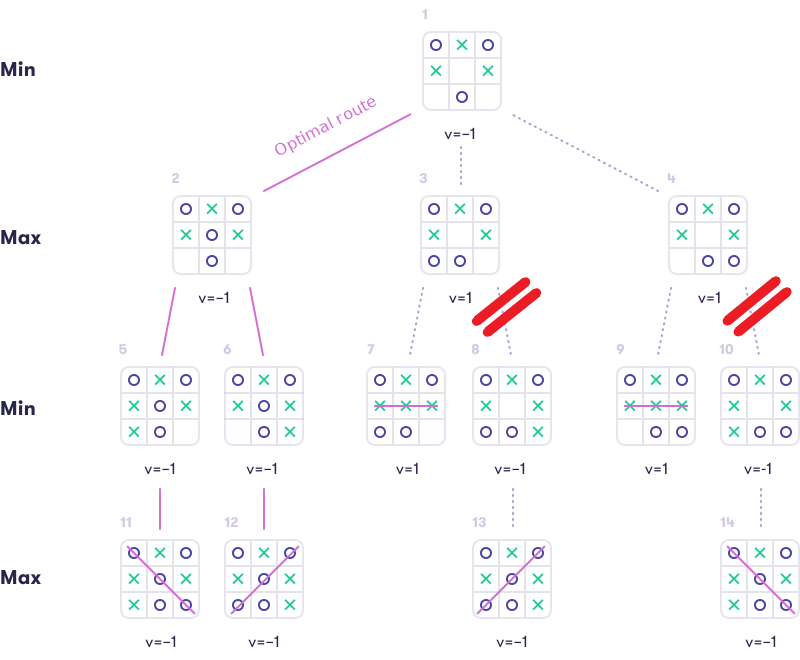 1
Min
Optimal route
v=−1
2 3 4
Max
v=−1 v=1 v=1
5 6 7 8 9 10
Min
v=−1 v=−1 v=1 v=−1 v=1 v=-1
11 12 13 14
Max
v=−1 v=−1 v=−1 v=−1